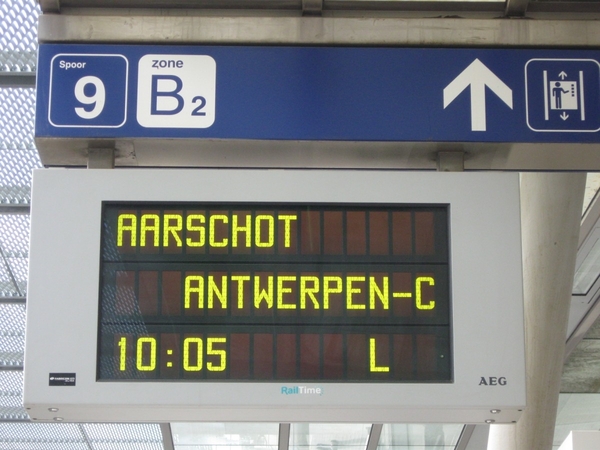 Spoor
9
zone
B2
AARSCHOT
ANTWERPEN-C
10:05 L
RailTime
AEG